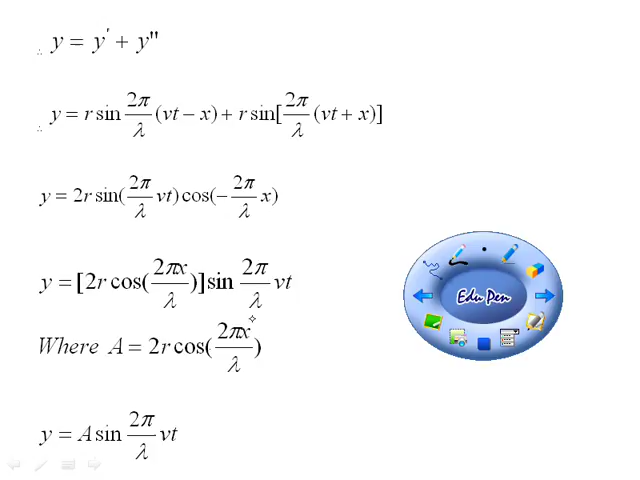 ∴ y = y' + y"
∴ y = r sin 2π/λ (vt − x) + r sin[2π/λ (vt + x)]
y = 2r sin(2π/λ vt) cos(−2π/λ x)
y = [2r cos(2πx/λ)] sin 2π/λ vt
Edu Pen
Where A = 2r cos(2πx/λ)
y = A sin 2π/λ vt